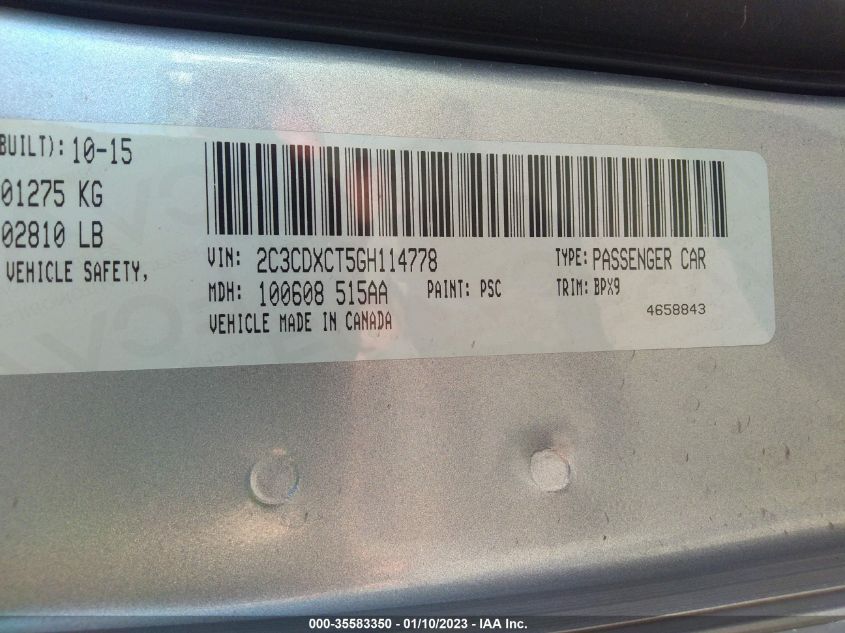 BUILT): 10-15
01275 KG
02810 LB
VEHICLE SAFETY,
VIN: 2C3CDXCT5GH114778 TYPE: PASSENGER CAR
MDH: 100608 515AA PAINT: PSC TRIM: BPX9
VEHICLE MADE IN CANADA 4658843
000-35583350 / 01/10/2023 - IAA Inc.